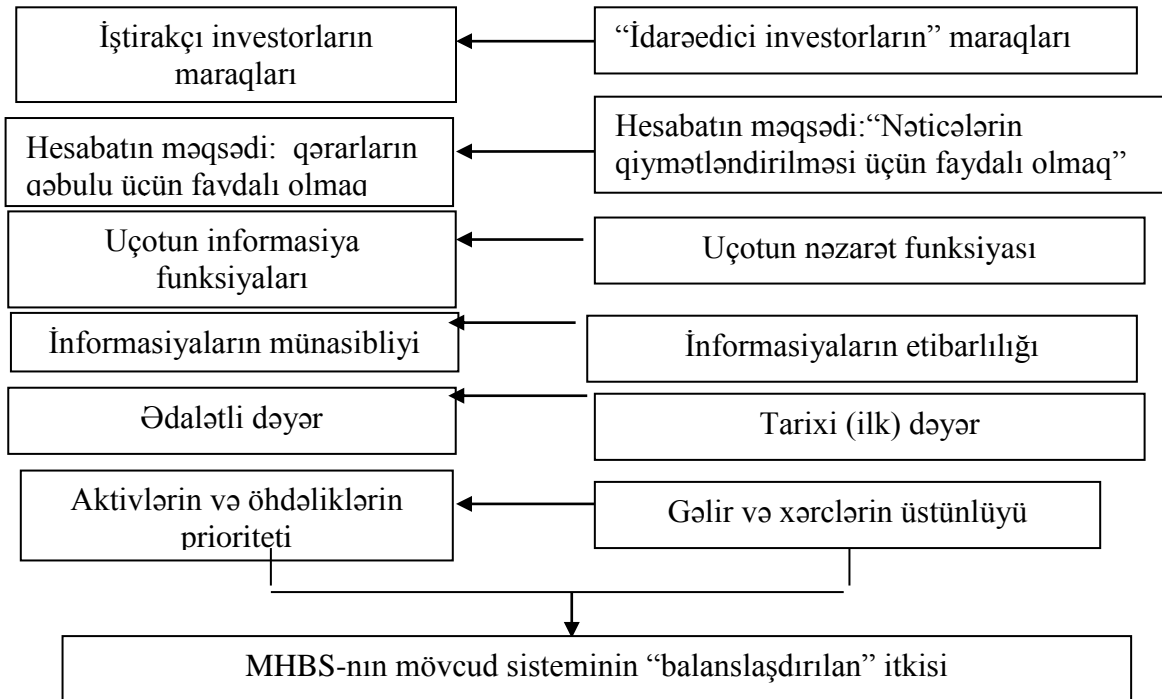 İştirakçı investorların
maraqları
“İdarəedici investorların” maraqları
Hesabatın məqsədi: qərarların
qəbulu üçün faydalı olmaq
Hesabatın məqsədi:“Nəticələrin
qiymətləndirilməsi üçün faydalı olmaq”
Uçotun informasiya
funksiyaları
Uçotun nəzarət funksiyası
İnformasiyaların münasibliyi
İnformasiyaların etibarlılığı
Ədalətli dəyər
Tarixi (ilk) dəyər
Aktivlərin və öhdəliklərin
prioriteti
Gəlir və xərclərin üstünlüyü
MHBS-nın mövcud sisteminin “balanslaşdırılan” itkisi